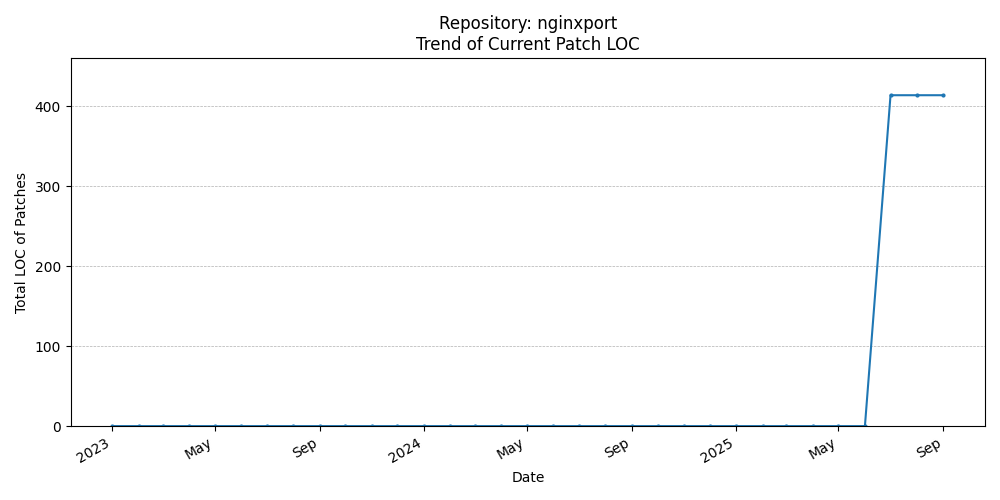 Repository: nginxport
Trend of Current Patch LOC
Total LOC of Patches
400
300
200
100
0
2023
May
Sep
2024
May
Sep
2025
May
Sep
Date